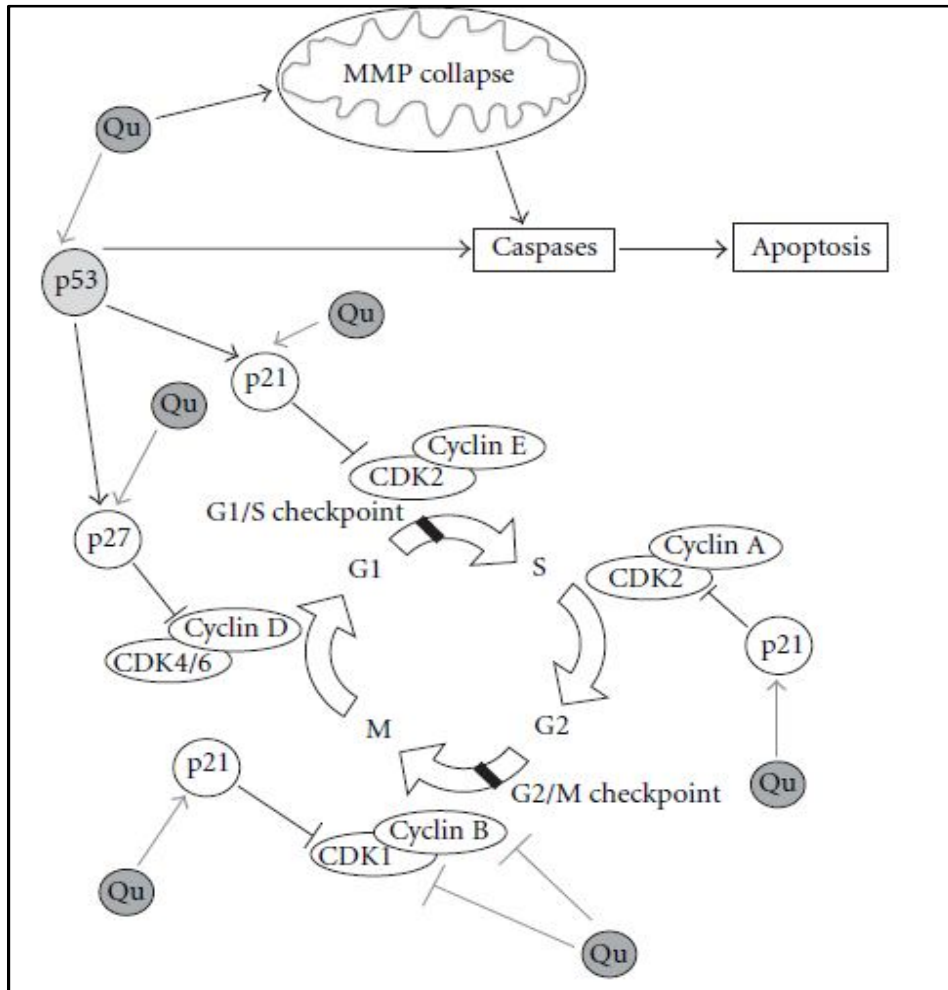 MMP collapse
Qu
Caspases
Apoptosis
p53
Qu
p21
Qu
Cyclin E
CDK2
G1/S checkpoint
p27
G1
S
Cyclin A
CDK2
Cyclin D
CDK4/6
p21
M
G2
p21
G2/M checkpoint
Qu
Cyclin B
CDK1
Qu
Qu